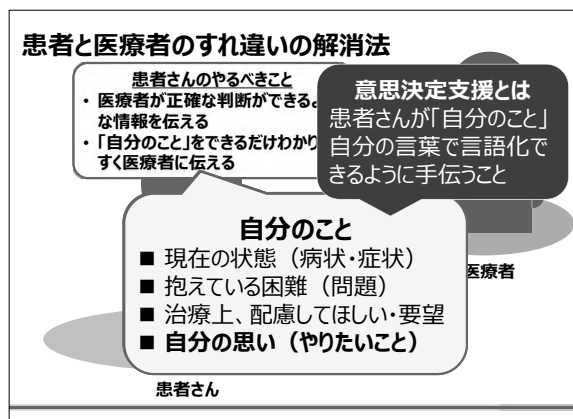 患者と医療者のすれ違いの解消法
患者さんのやるべきこと
・ 医療者が正確な判断ができるよ
な情報を伝える
・ 「自分のこと」をできるだけわかり
すく医療者に伝える
意思決定支援とは
患者さんが「自分のこと」
自分の言葉で言語化で
きるように手伝うこと
自分のこと
■ 現在の状態（病状・症状）
■ 抱えている困難（問題）
■ 治療上、配慮してほしい・要望
■ 自分の思い（やりたいこと）
医療者
患者さん